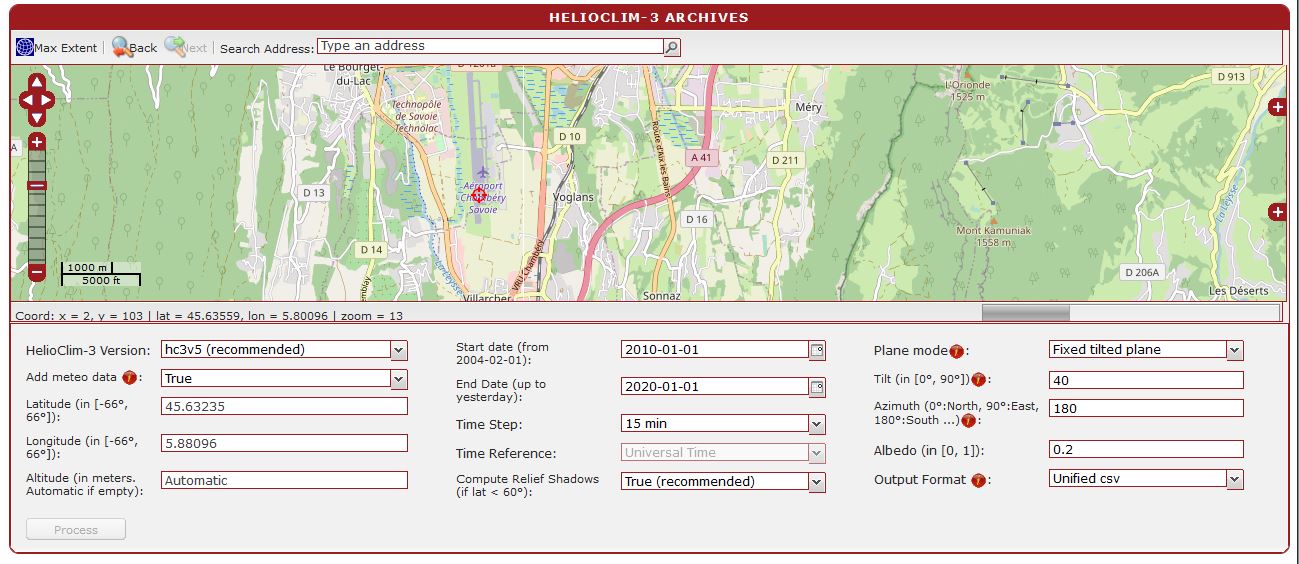 HELIOCLIM-3 ARCHIVES
Max Extent
Back
Next
Search Address:
Type an address
Le Bourget-
du-Lac
D 1201a
Technopôle
de Savoie
Technolac
D 10
Route d'Aix les Bains
Méry
L'Orionde
1525 m
D 913
A 41
D 211
D 13
Aéroport
Chambéry
Savoie
Voglans
D 16
La Leysse
Mont Kamuniak
1558 m
D 14
VRU Chambéry
La Leysse
D 206A
Les Déserts
Villarcher
Sonnaz
1000 m
5000 ft
Coord: x = 2, y = 103 | lat = 45.63559, lon = 5.80096 | zoom = 13
HelioClim-3 Version:
hc3v5 (recommended)
Add meteo data :
True
Latitude (in [-66°,
66°]):
45.63235
Longitude (in [-66°,
66°]):
5.88096
Altitude (in meters.
Automatic if empty):
Automatic
Process
Start date (from
2004-02-01):
2010-01-01
End Date (up to
yesterday):
2020-01-01
Time Step:
15 min
Time Reference:
Universal Time
Compute Relief Shadows
(if lat < 60°):
True (recommended)
Plane mode :
Fixed tilted plane
Tilt (in [0°, 90°]) :
40
Azimuth (0°:North, 90°:East,
180°:South ...) :
180
Albedo (in [0, 1]):
0.2
Output Format :
Unified csv